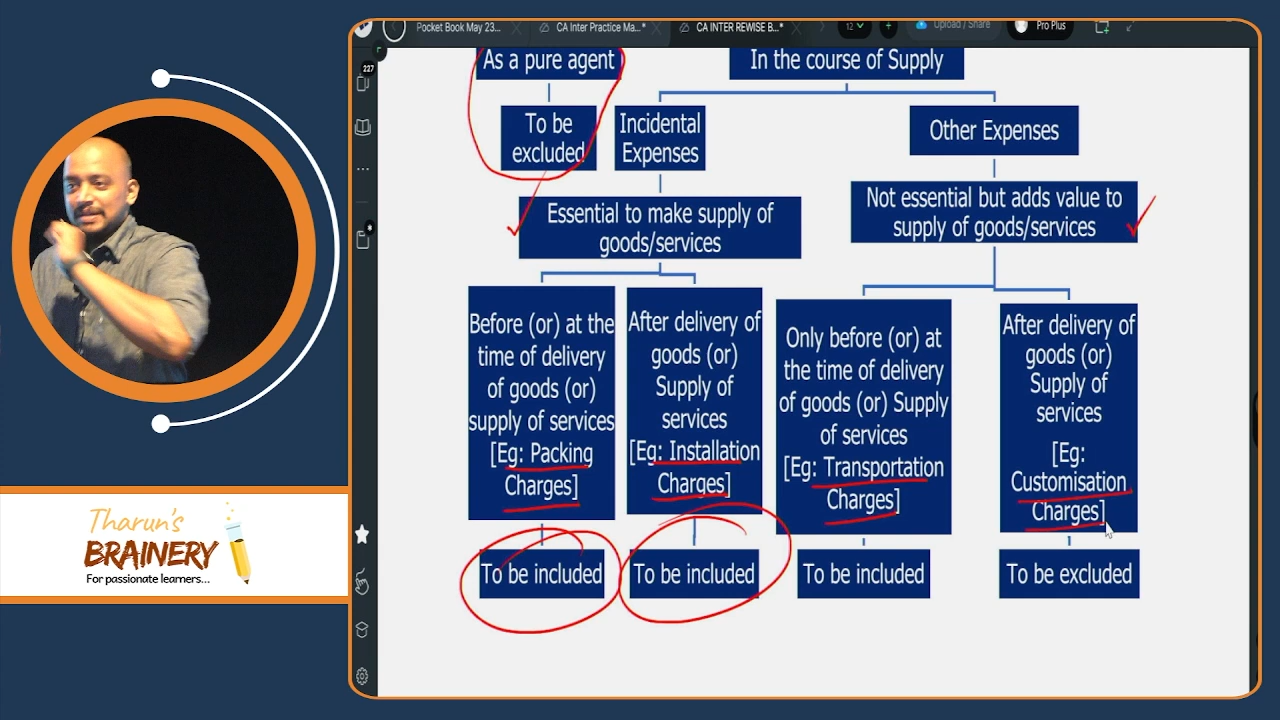 Pocket Book May 23...
CA Inter Practice Ma...*
CA INTER REWISE B...*
12
Upload / Share
Pro Plus
227
As a pure agent
In the course of Supply
To be
excluded
Incidental
Expenses
Other Expenses
Essential to make supply of
goods/services
Not essential but adds value to
supply of goods/services
Before (or) at the
time of delivery
of goods (or)
supply of services
[Eg: Packing
Charges]
After delivery of
goods (or)
Supply of
services
[Eg: Installation
Charges]
Only before (or) at
the time of delivery
of goods (or) Supply
of services
[Eg: Transportation
Charges]
After delivery of
goods (or)
Supply of
services
[Eg:
Customisation
Charges]
To be included
To be included
To be included
To be excluded
Tharun's
BRAINERY
For passionate learners...